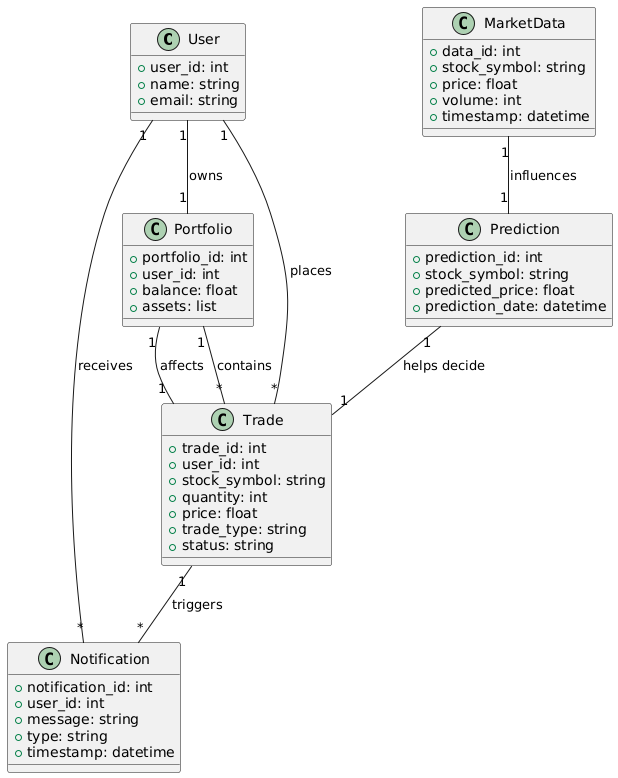 C User
+ user_id: int
+ name: string
+ email: string
C MarketData
+ data_id: int
+ stock_symbol: string
+ price: float
+ volume: int
+ timestamp: datetime
1 1 1
1
owns
influences
1
1
C Portfolio
+ portfolio_id: int
+ user_id: int
+ balance: float
+ assets: list
C Prediction
+ prediction_id: int
+ stock_symbol: string
+ predicted_price: float
+ prediction_date: datetime
places
1 1
1
receives
affects
contains
helps decide
1 * *
1
C Trade
+ trade_id: int
+ user_id: int
+ stock_symbol: string
+ quantity: int
+ price: float
+ trade_type: string
+ status: string
1
triggers
* *
C Notification
+ notification_id: int
+ user_id: int
+ message: string
+ type: string
+ timestamp: datetime